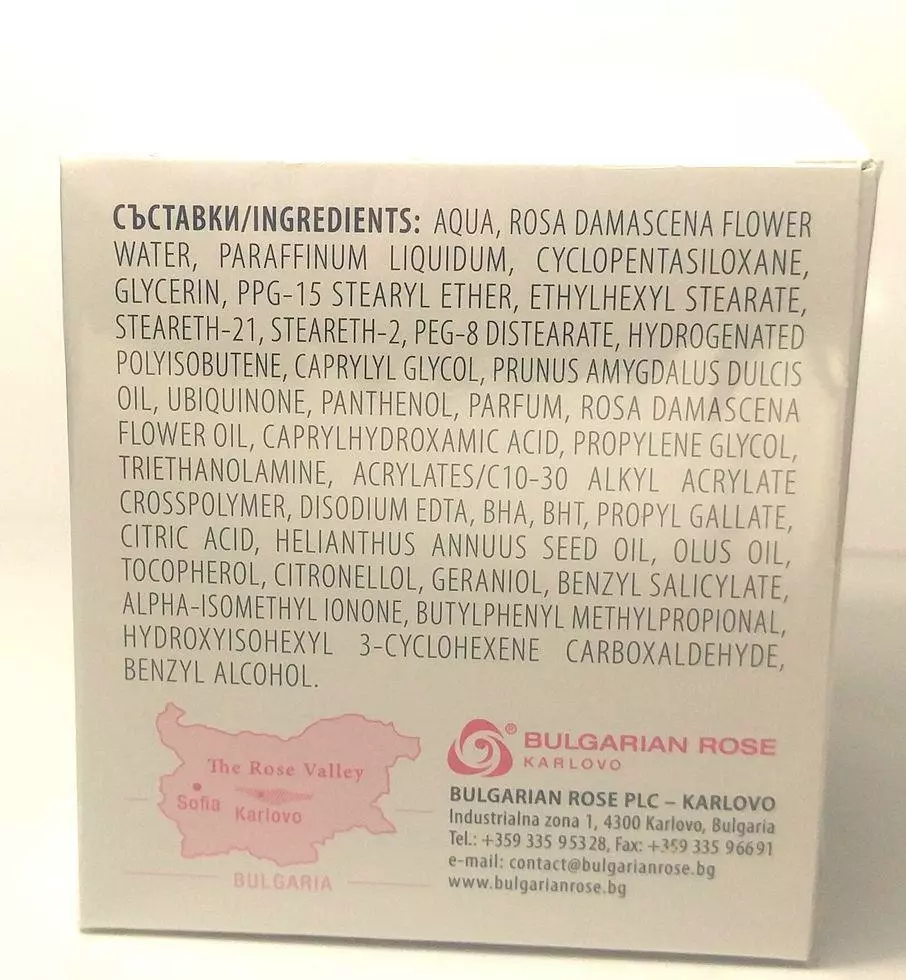 СЪСТАВКИ/INGREDIENTS: AQUA, ROSA DAMASCENA FLOWER
WATER, PARAFFINUM LIQUIDUM, CYCLOPENTASILOXANE,
GLYCERIN, PPG-15 STEARYL ETHER, ETHYLHEXYL STEARATE,
STEARETH-21, STEARETH-2, PEG-8 DISTEARATE, HYDROGENATED
POLYISOBUTENE, CAPRYLYL GLYCOL, PRUNUS AMYGDALUS DULCIS
OIL, UBIQUINONE, PANTHENOL, PARFUM, ROSA DAMASCENA
FLOWER OIL, CAPRYLHYDROXAMIC ACID, PROPYLENE GLYCOL,
TRIETHANOLAMINE, ACRYLATES/C10-30 ALKYL ACRYLATE
CROSSPOLYMER, DISODIUM EDTA, BHA, BHT, PROPYL GALLATE,
CITRIC ACID, HELIANTHUS ANNUUS SEED OIL, OLUS OIL,
TOCOPHEROL, CITRONELLOL, GERANIOL, BENZYL SALICYLATE,
ALPHA-ISOMETHYL IONONE, BUTYLPHENYL METHYLPROPIONAL,
HYDROXYISOHEXYL 3-CYCLOHEXENE CARBOXALDEHYDE,
BENZYL ALCOHOL.
The Rose Valley
Sofia
Karlovo
BULGARIA
® BULGARIAN ROSE
KARLOVO
BULGARIAN ROSE PLC – KARLOVO
Industrialna zona 1, 4300 Karlovo, Bulgaria
Tel.: +359 335 95328, Fax: +359 335 96691
e-mail: contact@bulgarianrose.bg
www.bulgarianrose.bg